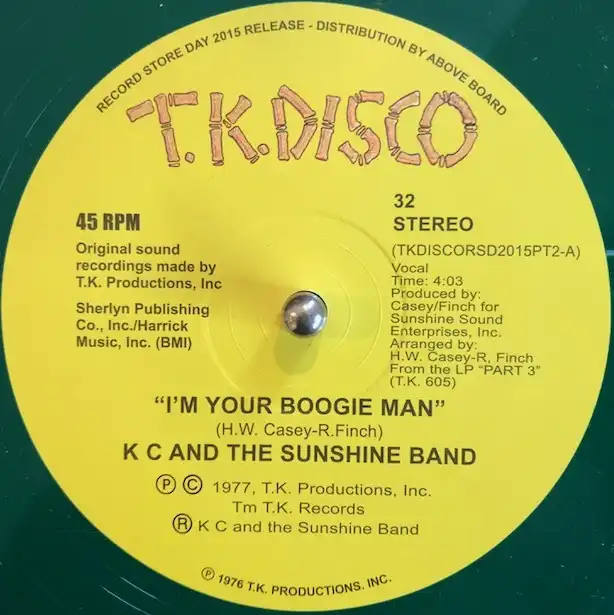 RECORD STORE DAY 2015 RELEASE - DISTRIBUTION BY ABOVE BOARD
T.K.DISCO
45 RPM
Original sound
recordings made by
T.K. Productions, Inc
Sherlyn Publishing
Co., Inc./Harrick
Music, Inc. (BMI)
32
STEREO
(TKDISCORSD2015PT2-A)
Vocal
Time: 4:03
Produced by:
Casey/Finch for
Sunshine Sound
Enterprises, Inc.
Arranged by:
H.W. Casey-R, Finch
From the LP "PART 3"
(T.K. 605)
"I'M YOUR BOOGIE MAN"
(H.W. Casey-R.Finch)
K C AND THE SUNSHINE BAND
Ⓟ © 1977, T.K. Productions, Inc.
Tm T.K. Records
® K C and the Sunshine Band
Ⓟ 1976 T.K. PRODUCTIONS. INC.